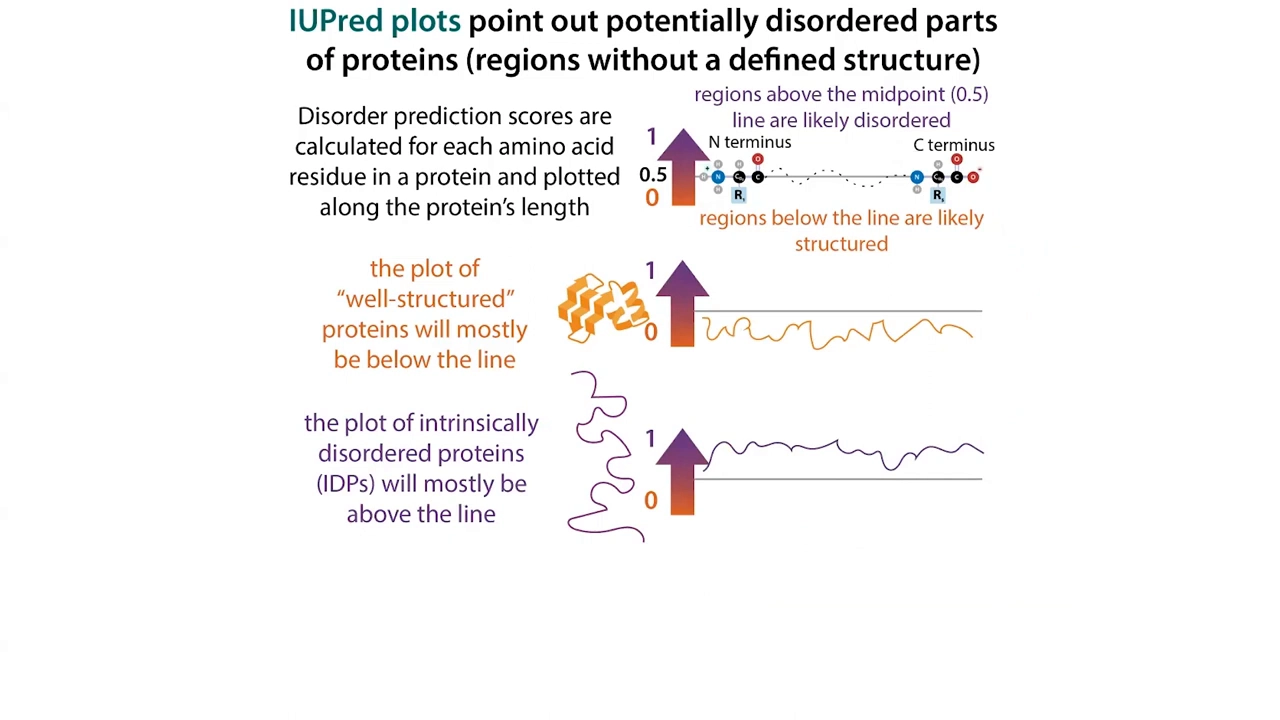 IUPred plots point out potentially disordered parts
of proteins (regions without a defined structure)
Disorder prediction scores are
calculated for each amino acid
residue in a protein and plotted
along the protein's length
regions above the midpoint (0.5)
line are likely disordered
1
N terminus
C terminus
0.5
0
H H H N H Cα C O
N H H Cα C O O
R
R
regions below the line are likely
structured
the plot of
“well-structured”
proteins will mostly
be below the line
1
0
the plot of intrinsically
disordered proteins
(IDPs) will mostly be
above the line
1
0